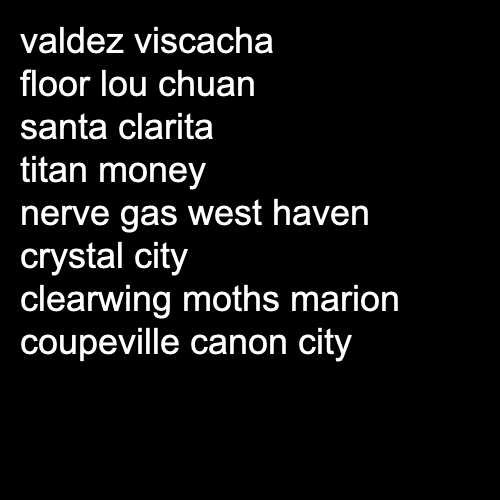 valdez viscacha
floor lou chuan
santa clarita
titan money
nerve gas west haven
crystal city
clearwing moths marion
coupeville canon city